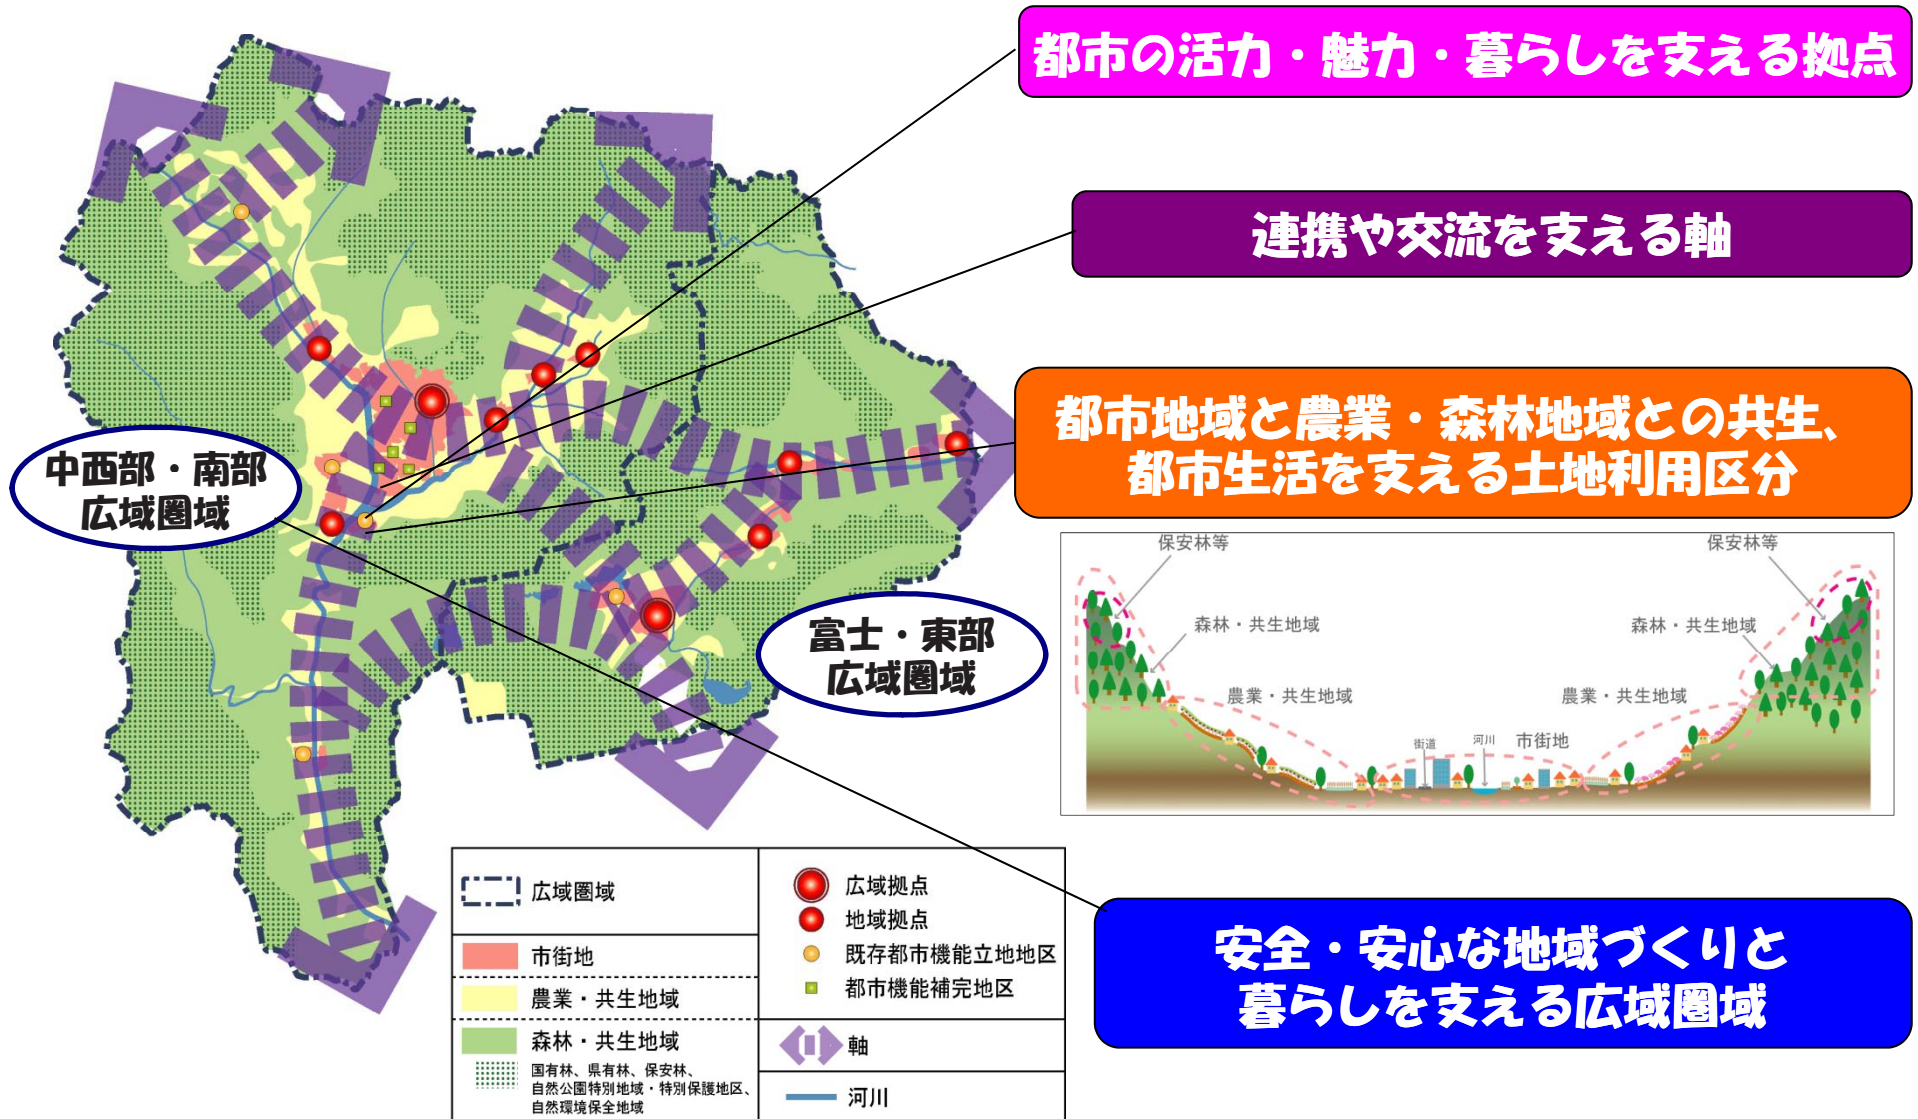 都市の活力・魅力・暮らしを支える拠点
連携や交流を支える軸
都市地域と農業・森林地域との共生、
都市生活を支える土地利用区分
中西部・南部
広域圏域
富士・東部
広域圏域
保安林等
保安林等
森林・共生地域
森林・共生地域
農業・共生地域
農業・共生地域
街道
河川
市街地
広域圏域
市街地
農業・共生地域
森林・共生地域
国有林、県有林、保安林、
自然公園特別地域・特別保護地区、
自然環境保全地域
広域拠点
地域拠点
既存都市機能立地地区
都市機能補完地区
軸
河川
安全・安心な地域づくりと
暮らしを支える広域圏域